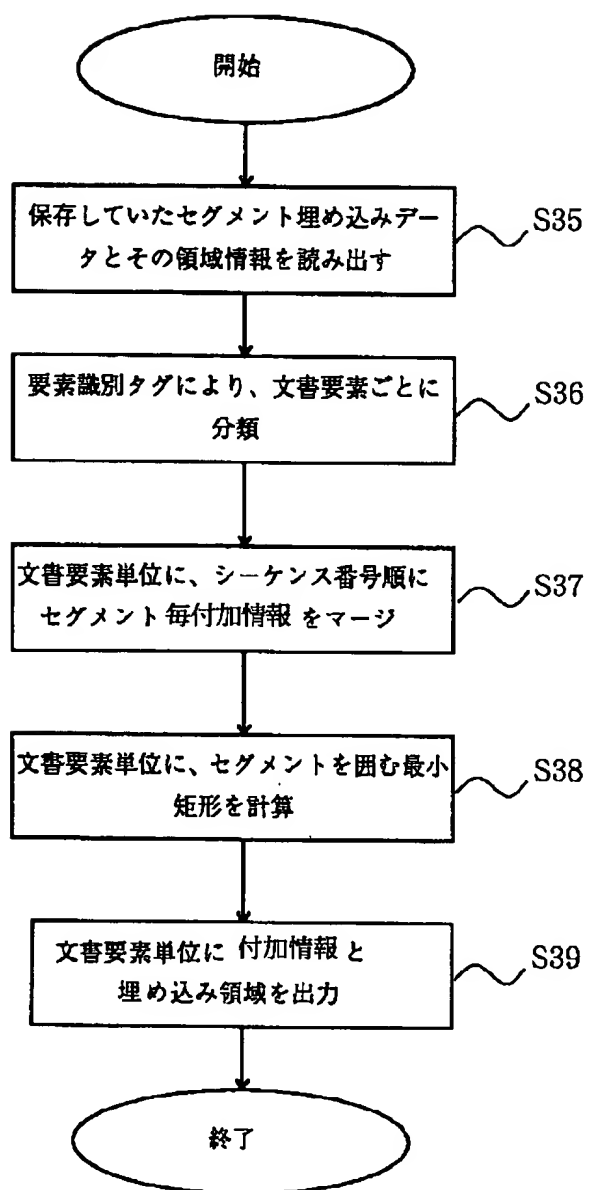 開始
保存していたセグメント埋め込みデー
タとその領域情報を読み出す
S35
要素識別タグにより、文書要素ごとに
分類
S36
文書要素単位に、シーケンス番号順に
セグメント毎付加情報をマージ
S37
文書要素単位に、セグメントを囲む最小
矩形を計算
S38
文書要素単位に付加情報と
埋め込み領域を出力
S39
終了